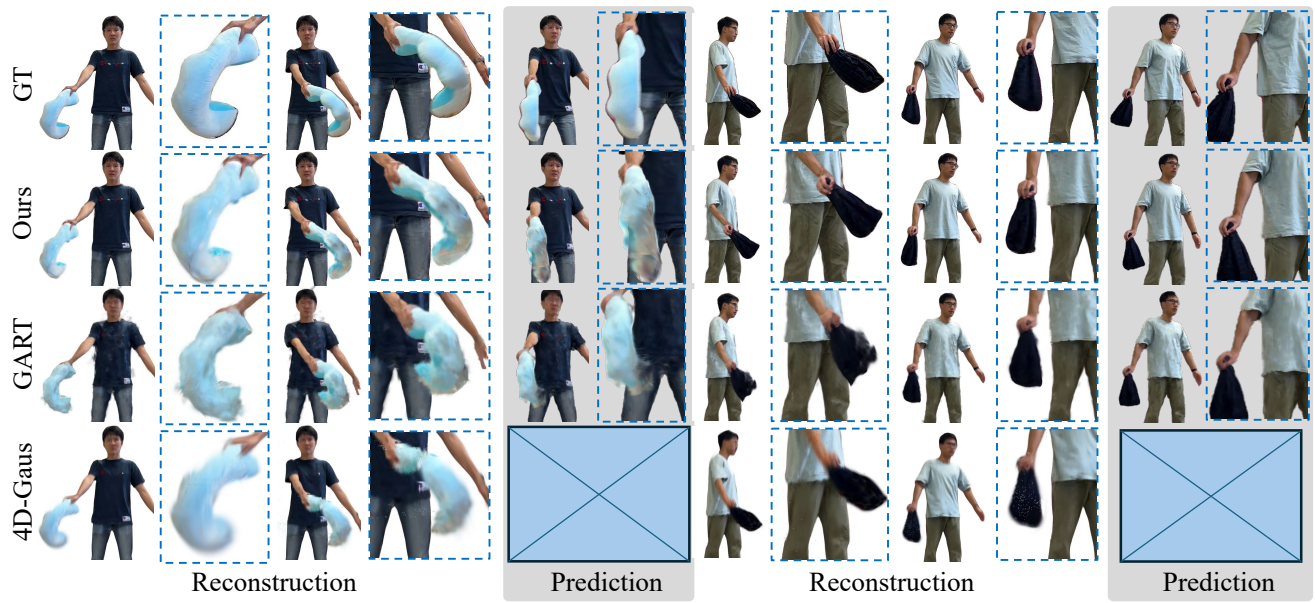 GT
Ours
GART
4D-Gaus
Reconstruction
Prediction
Reconstruction
Prediction